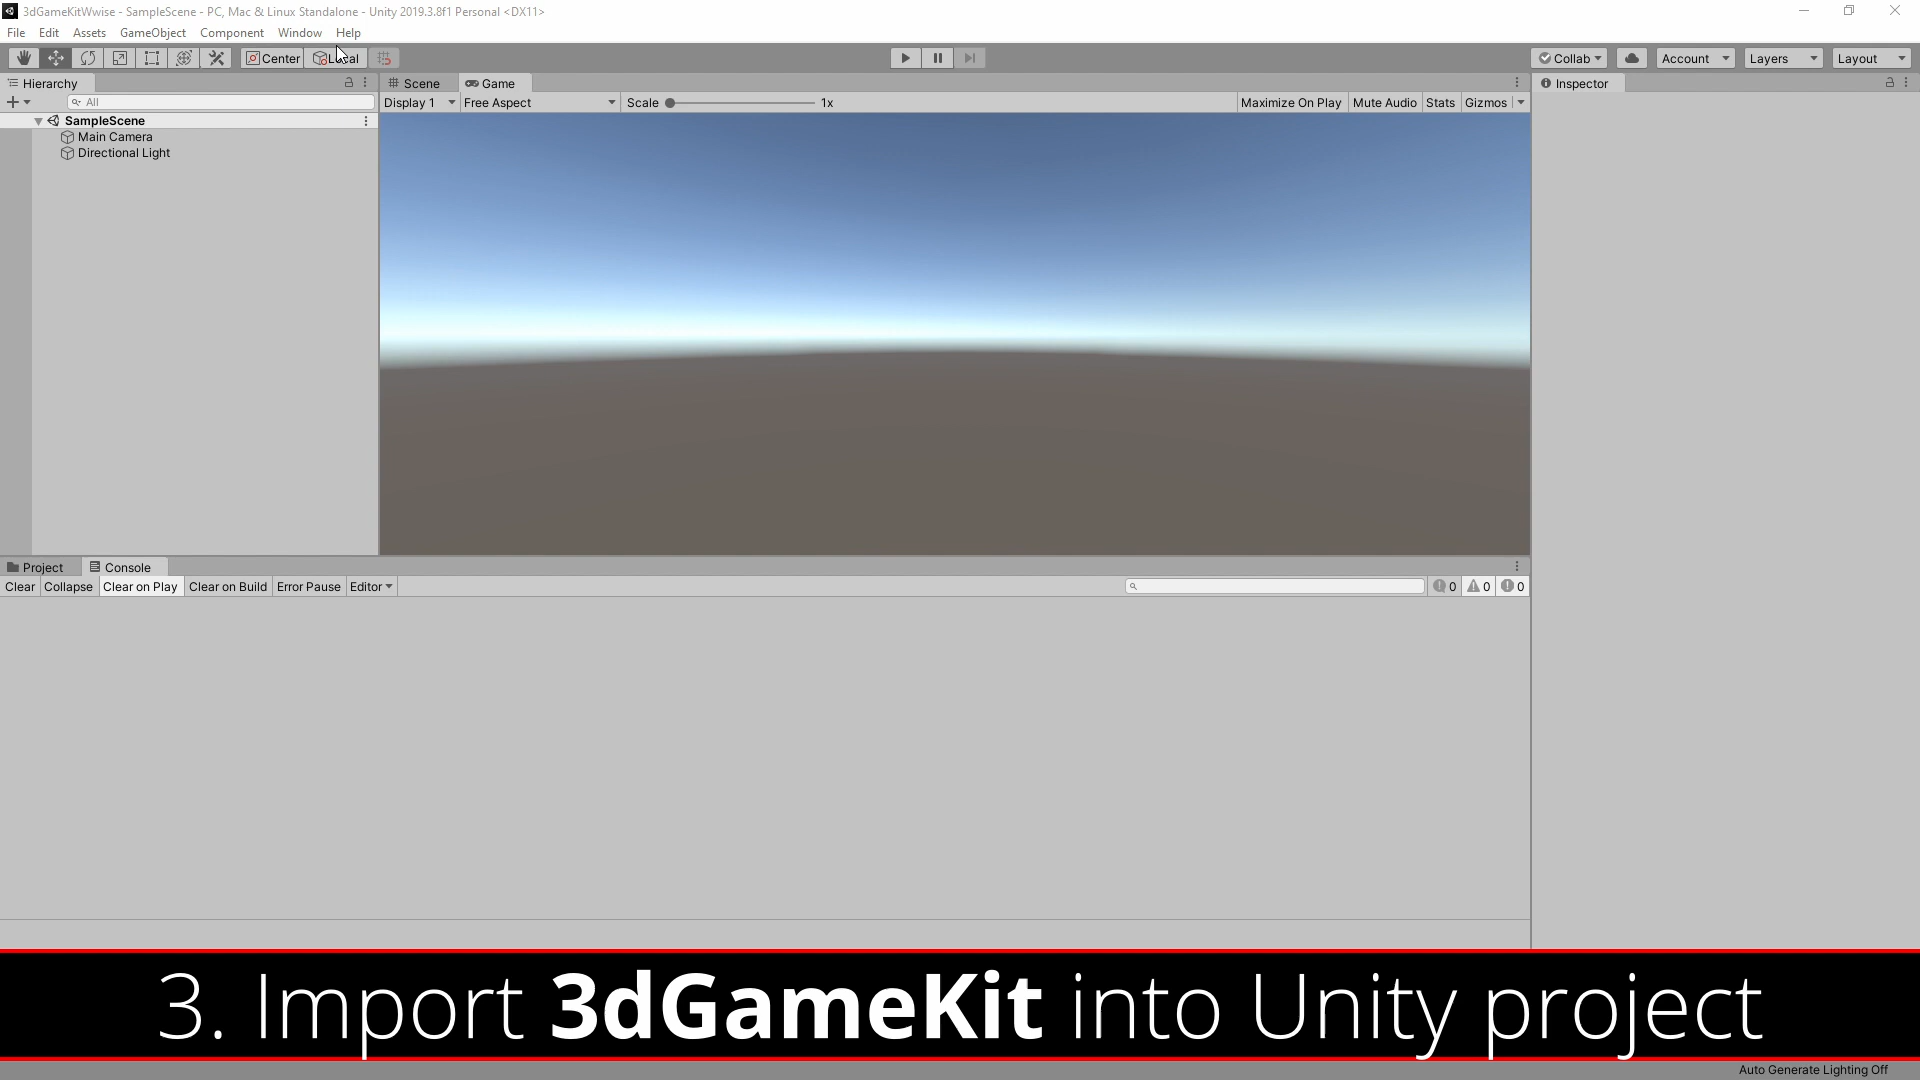 3dGameKitWwise - SampleScene - PC, Mac & Linux Standalone - Unity 2019.3.8f1 Personal <DX11>
File Edit Assets GameObject Component Window Help
Center Local Collab Account Layers Layout
Hierarchy Scene Game Inspector
All Display 1 Free Aspect Scale 1x Maximize On Play Mute Audio Stats Gizmos
SampleScene
Main Camera
Directional Light
Project Console
Clear Collapse Clear on Play Clear on Build Error Pause Editor 0 0 0
3. Import 3dGameKit into Unity project
Auto Generate Lighting Off